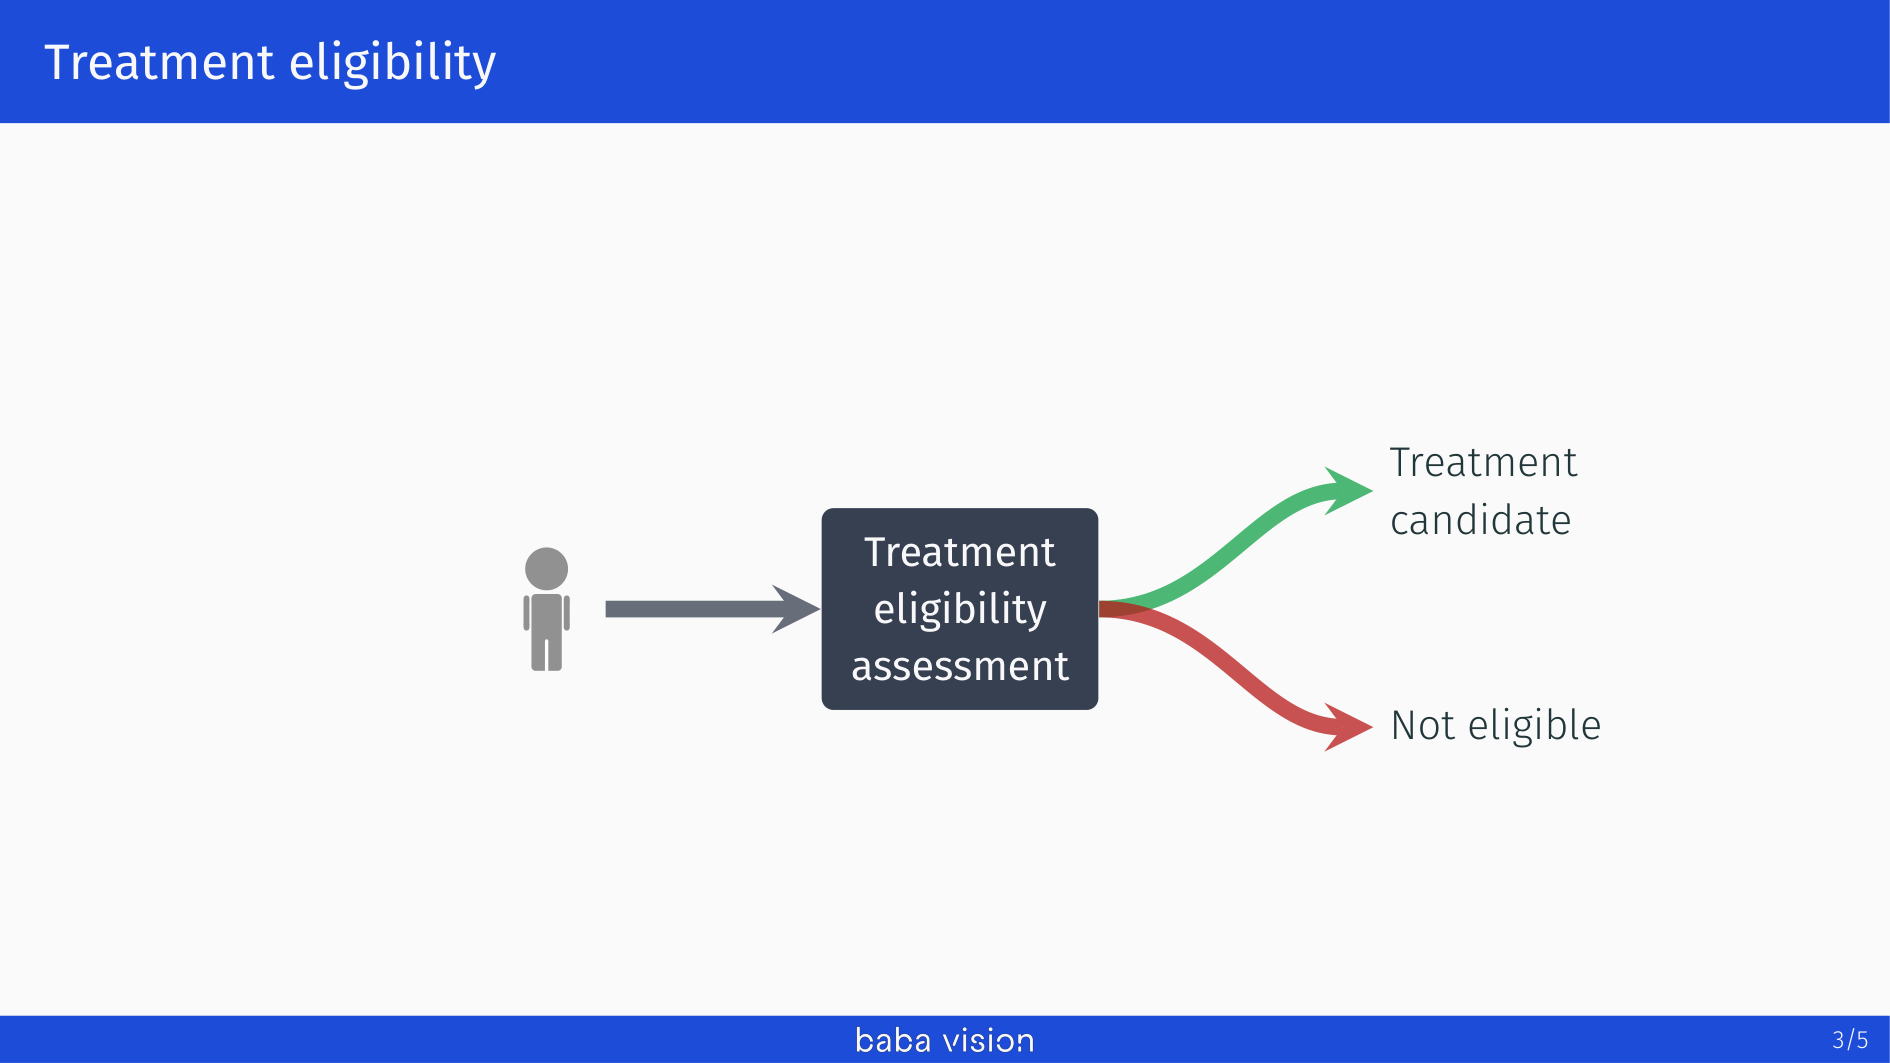 Treatment eligibility
Treatment
eligibility
assessment
Treatment
candidate
Not eligible
baba vision
3/5